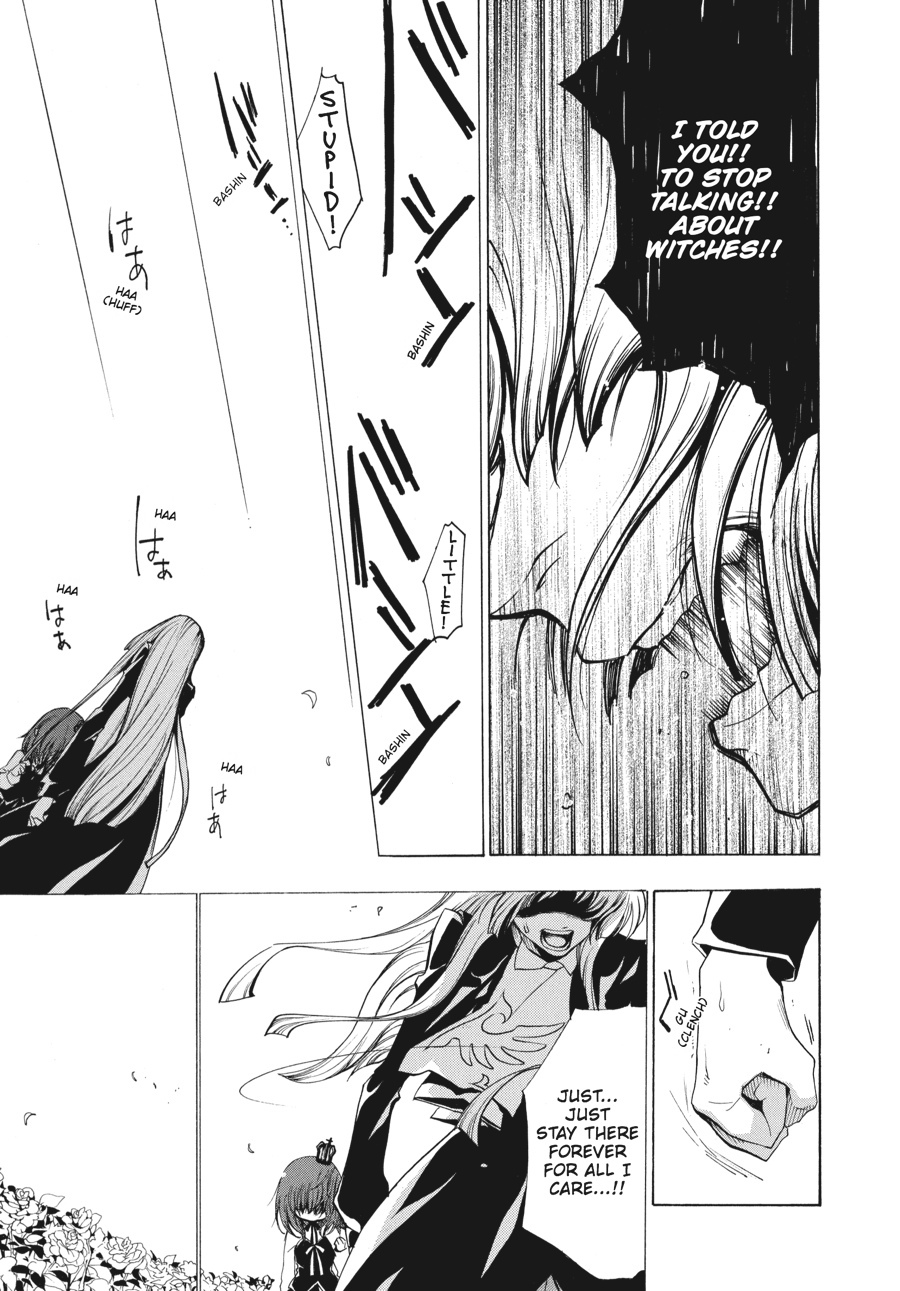 I TOLD
YOU!!
TO STOP
TALKING!!
ABOUT
WITCHES!!
STUPID!
BASHIN
BASHIN
LITTLE!
BASHIN
はあ
HAA
(HUFF)
HAA
はあ
HAA
はあ
HAA
はあ
GU
(CLENCH)
JUST...
JUST
STAY THERE
FOREVER
FOR ALL I
CARE...!!